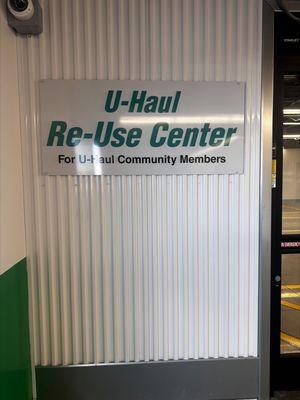 U-Haul
Re-Use Center
For U-Haul Community Members